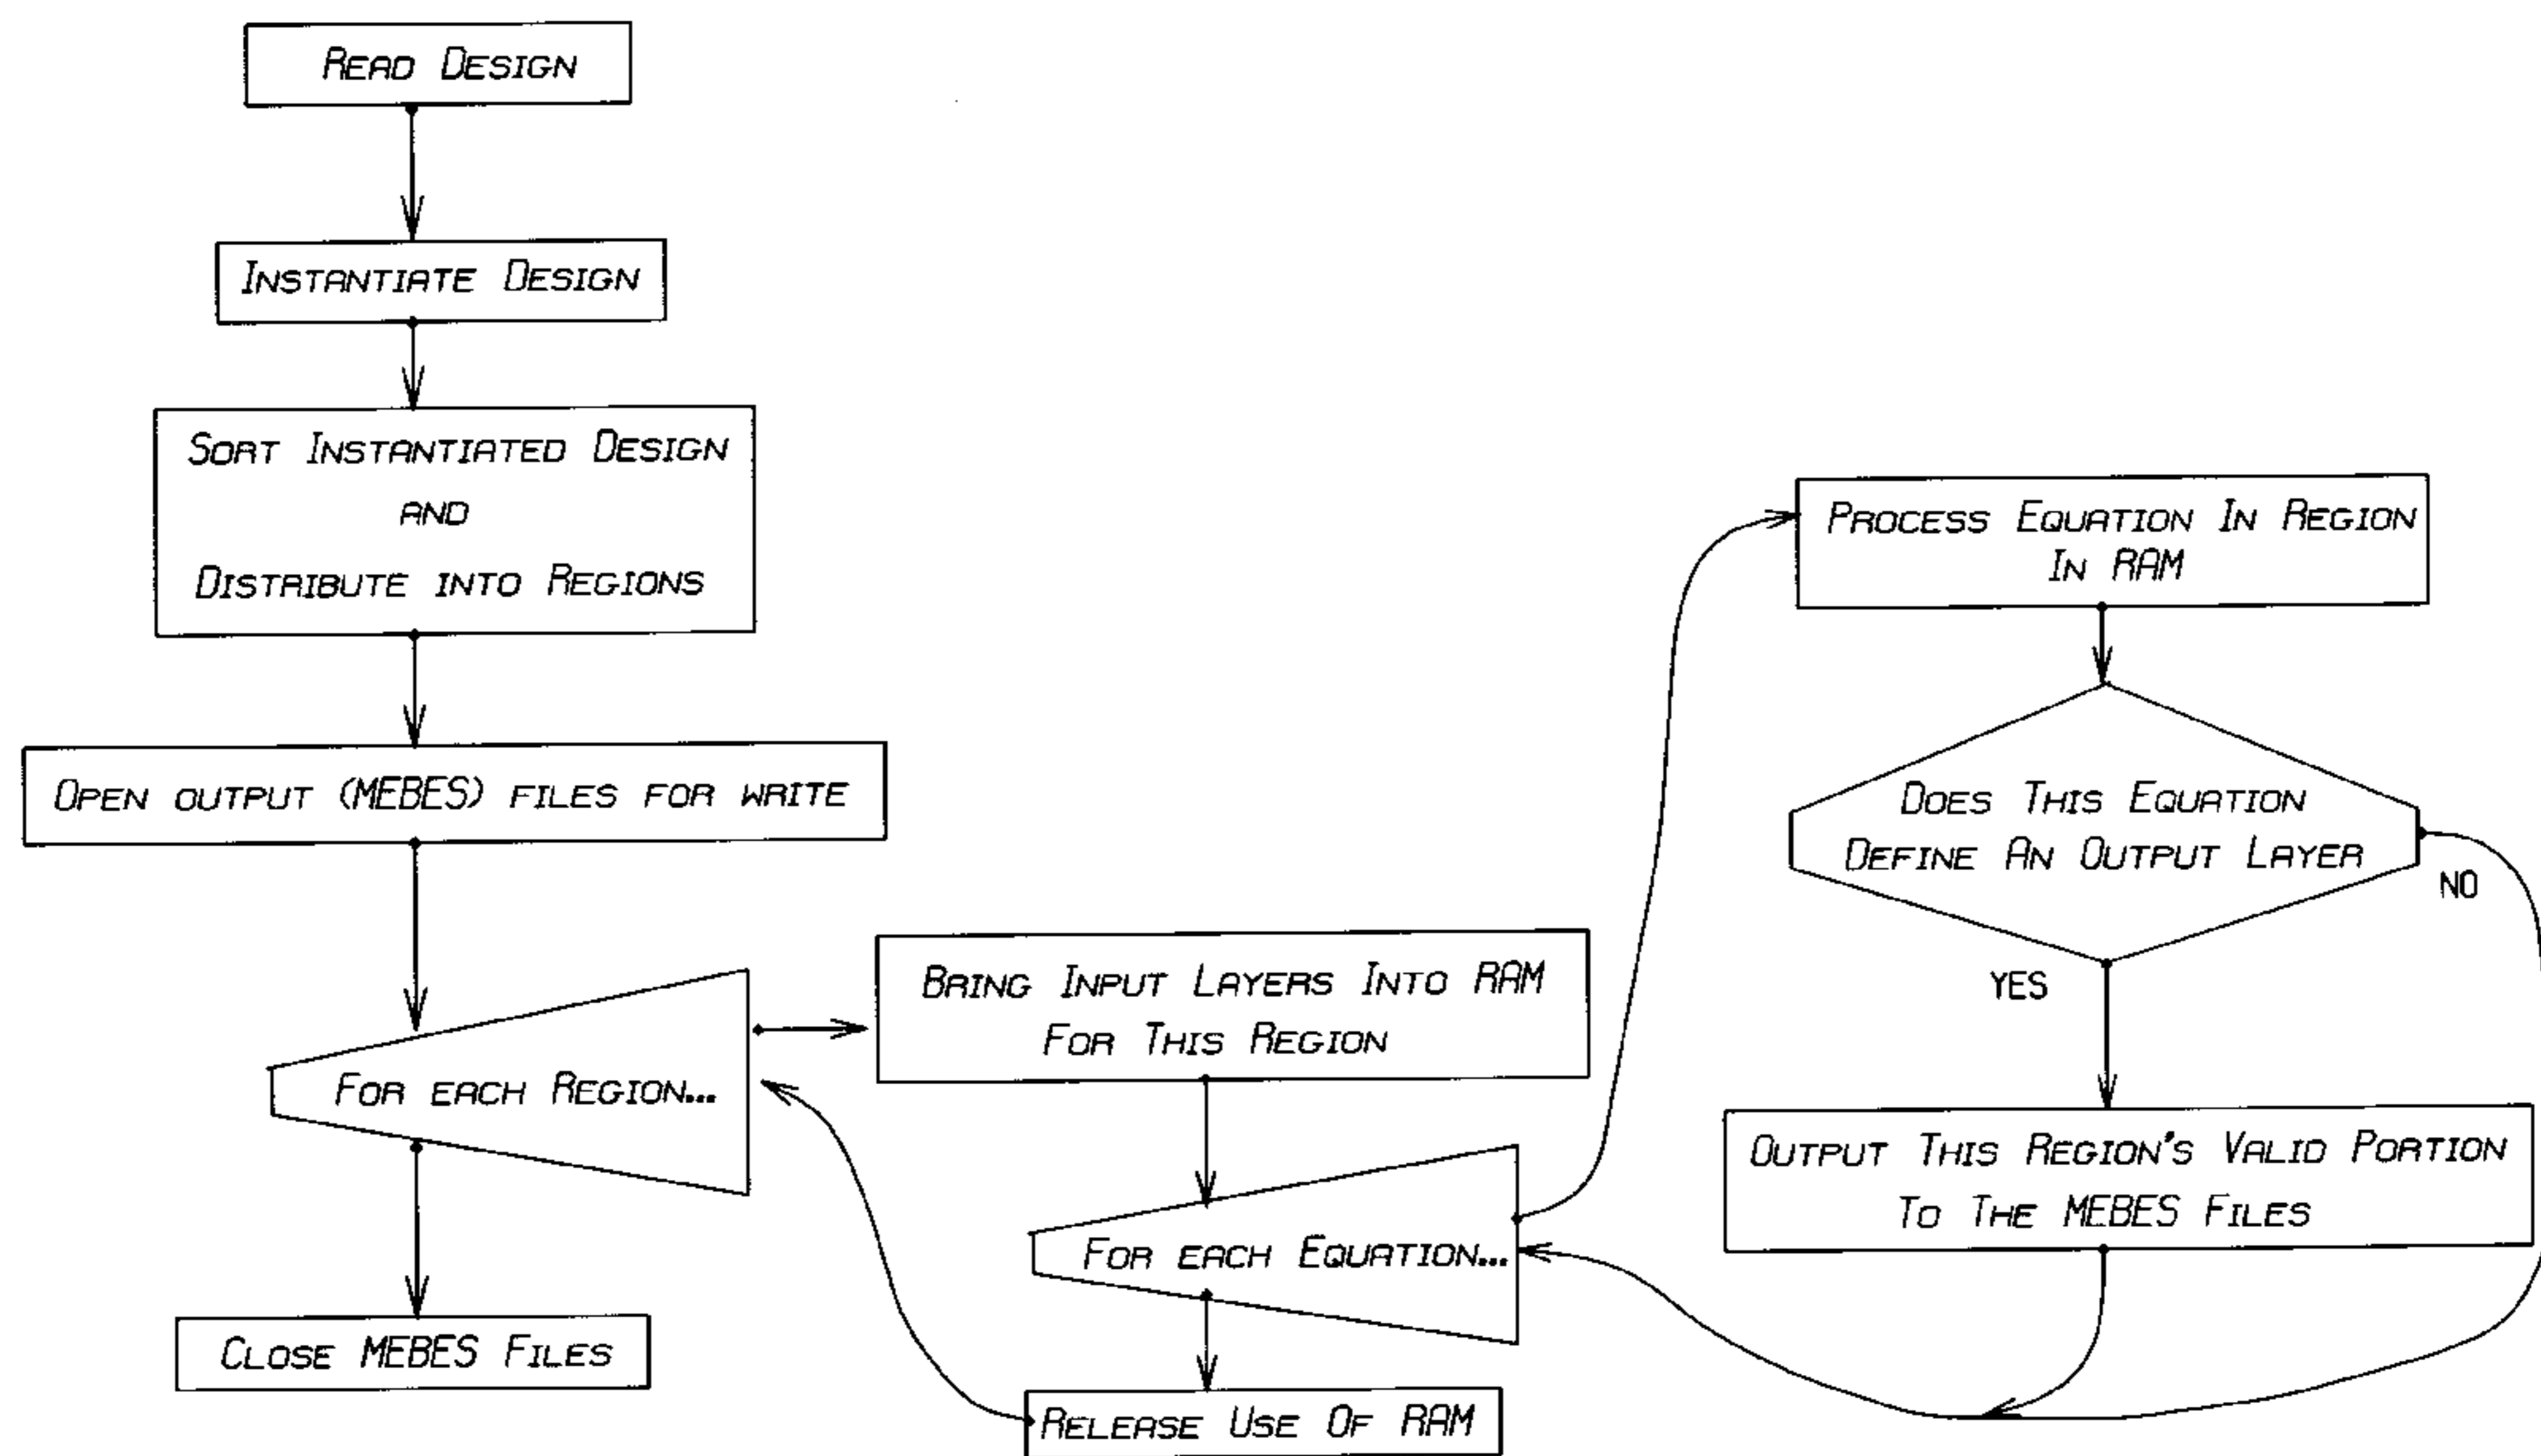 READ DESIGN
INSTANTIATE DESIGN
SORT INSTANTIATED DESIGN
AND
DISTRIBUTE INTO REGIONS
OPEN OUTPUT (MEBES) FILES FOR WRITE
FOR EACH REGION...
CLOSE MEBES FILES
BRING INPUT LAYERS INTO RAM
FOR THIS REGION
FOR EACH EQUATION...
RELEASE USE OF RAM
PROCESS EQUATION IN REGION
IN RAM
DOES THIS EQUATION
DEFINE AN OUTPUT LAYER
NO
YES
OUTPUT THIS REGION'S VALID PORTION
TO THE MEBES FILES